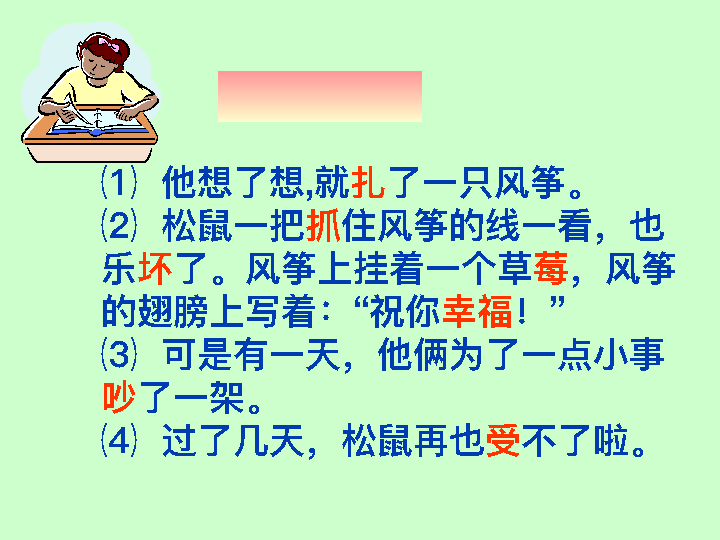 （1）他想了想,就扎了一只风筝。
（2）松鼠一把抓住风筝的线一看，也
乐坏了。风筝上挂着一个草莓，风筝
的翅膀上写着：“祝你幸福！”
（3）可是有一天，他俩为了一点小事
吵了一架。
（4）过了几天，松鼠再也受不了啦。